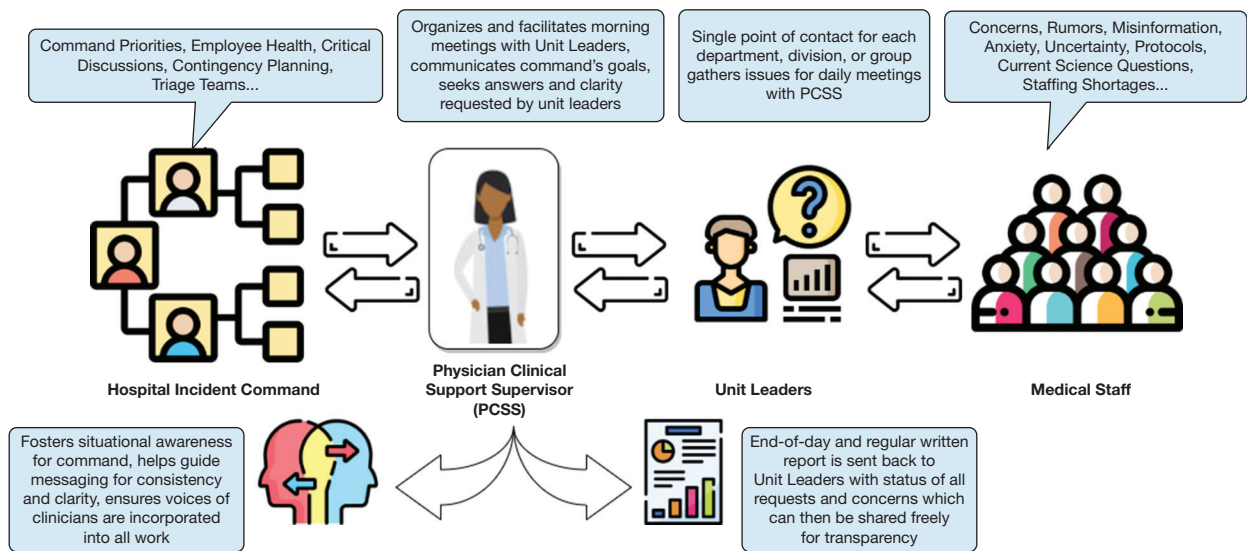 Command Priorities, Employee Health, Critical
Discussions, Contingency Planning,
Triage Teams...
Organizes and facilitates morning
meetings with Unit Leaders,
communicates command's goals,
seeks answers and clarity
requested by unit leaders
Single point of contact for each
department, division, or group
gathers issues for daily meetings
with PCSS
Concerns, Rumors, Misinformation,
Anxiety, Uncertainty, Protocols,
Current Science Questions,
Staffing Shortages...
Hospital Incident Command
Physician Clinical
Support Supervisor
(PCSS)
Unit Leaders
Medical Staff
Fosters situational awareness
for command, helps guide
messaging for consistency
and clarity, ensures voices of
clinicians are incorporated
into all work
End-of-day and regular written
report is sent back to
Unit Leaders with status of all
requests and concerns which
can then be shared freely
for transparency